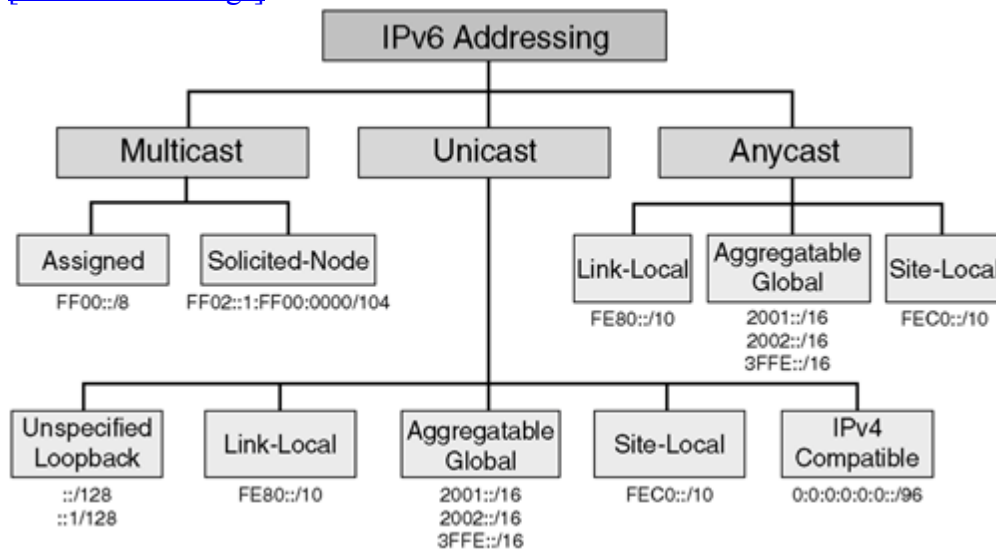 IPv6 Addressing
Multicast
Unicast
Anycast
Assigned
FF00::/8
Solicited-Node
FF02::1:FF00:0000/104
Link-Local
FE80::/10
Aggregatable
Global
2001::/16
2002::/16
3FFE::/16
Site-Local
FEC0::/10
Unspecified
Loopback
::/128
::1/128
Link-Local
FE80::/10
Aggregatable
Global
2001::/16
2002::/16
3FFE::/16
Site-Local
FEC0::/10
IPv4
Compatible
0:0:0:0:0:0::/96